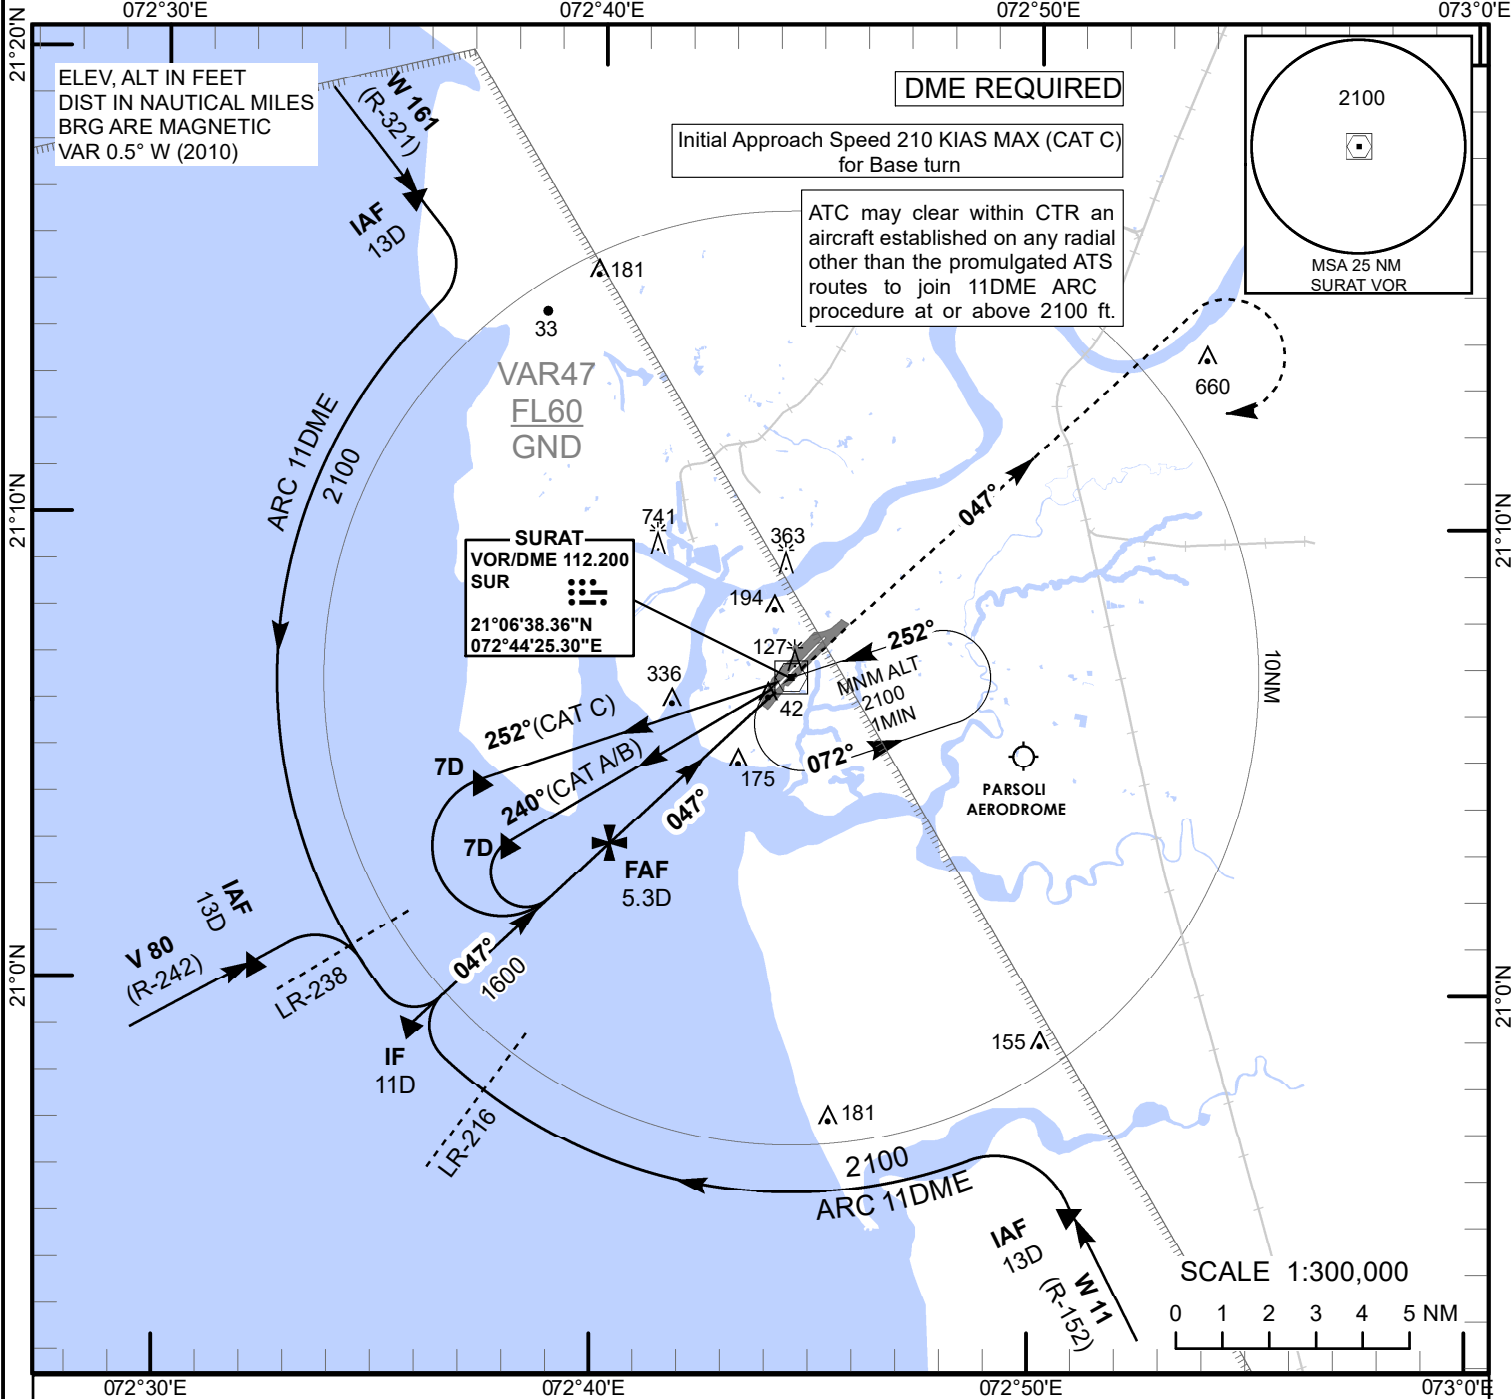 072°30'E
072°40'E
072°50'E
073°0'E
21°20'N
ELEV, ALT IN FEET
DIST IN NAUTICAL MILES
BRG ARE MAGNETIC
VAR 0.5° W (2010)
W 161
(R-321)
DME REQUIRED
Initial Approach Speed 210 KIAS MAX (CAT C)
for Base turn
ATC may clear within CTR an
aircraft established on any radial
other than the promulgated ATS
routes to join 11DME ARC
procedure at or above 2100 ft.
2100
MSA 25 NM
SURAT VOR
IAF
13D
181
33
VAR47
FL60
GND
660
ARC 11DME
2100
21°10'N
21°10'N
047°
741
363
SURAT
VOR/DME 112.200
SUR
21°06'38.36"N
072°44'25.30"E
194
127
252°
336
42
MNM ALT
2100
1MIN
10NM
252°(CAT C)
072°
7D
175
240°(CAT A/B)
PARSOLI
AERODROME
047°
7D
FAF
5.3D
IAF
13D
V 80
(R-242)
047°
1600
LR-238
21°0'N
21°0'N
IF
11D
155
LR-216
181
2100
ARC 11DME
IAF
13D
W 11
(R-152)
SCALE 1:300,000
0 1 2 3 4 5 NM
072°30'E
072°40'E
072°50'E
073°0'E